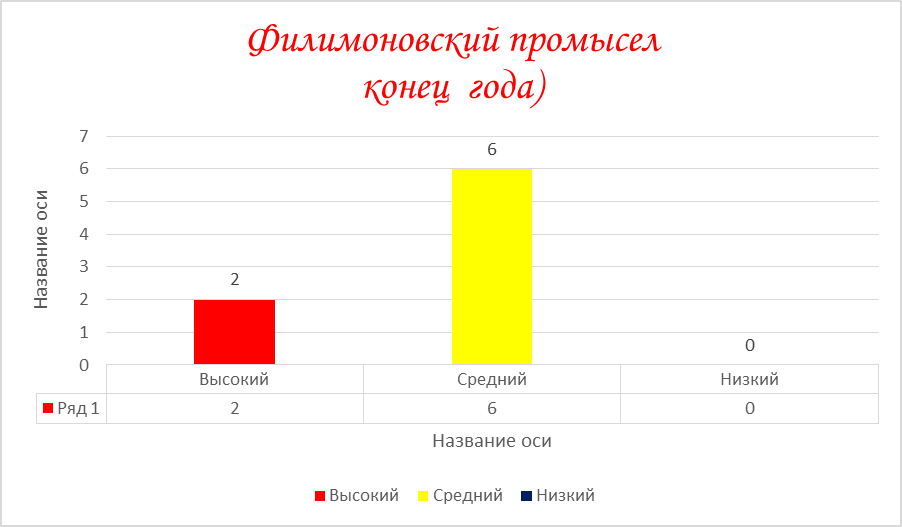 Филимоновский промысел
конец года)
Название оси
7
6
5
4
3
2
1
0
2
6
0
Высокий Средний Низкий
Ряд 1 2 6 0
Название оси
Высокий Средний Низкий